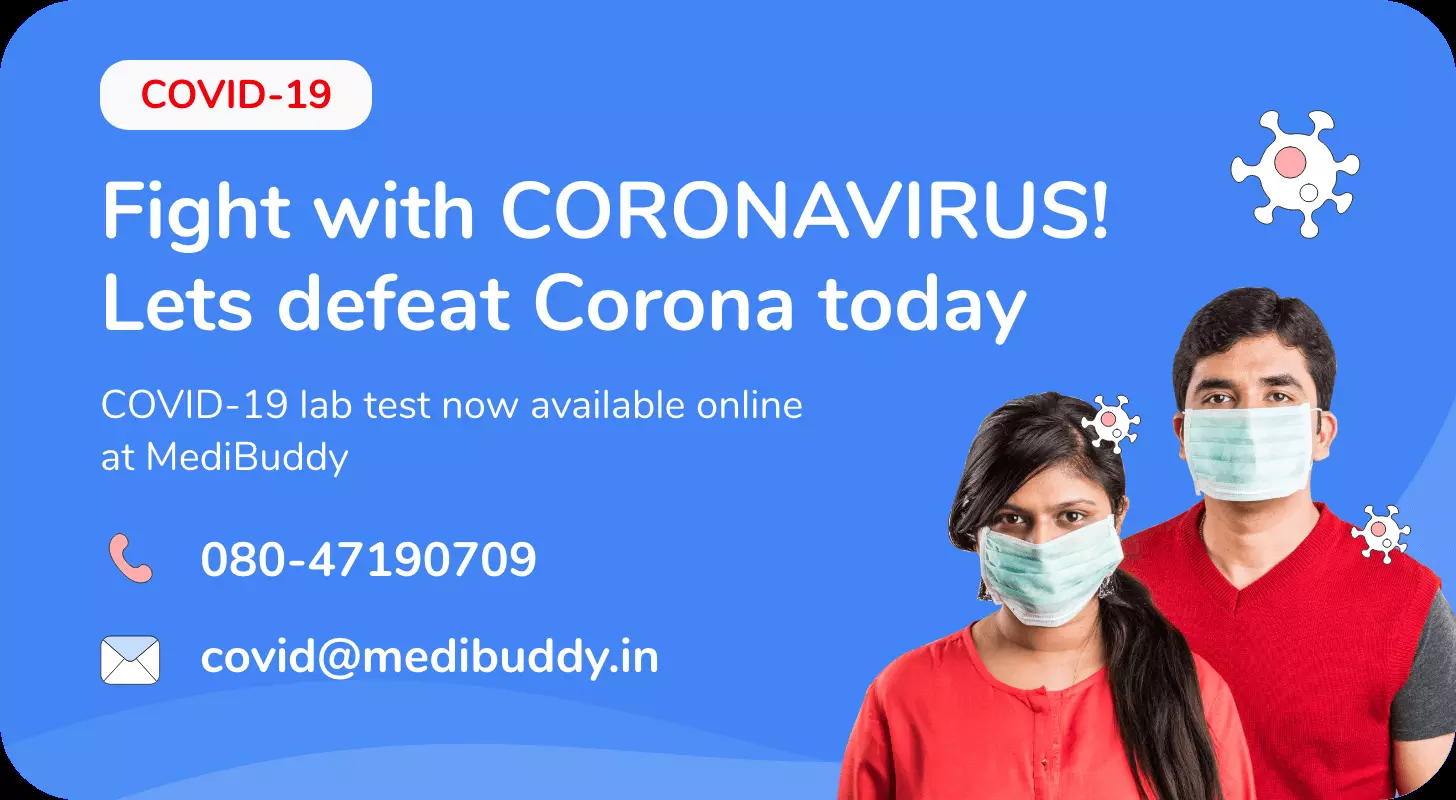 COVID-19
Fight with CORONAVIRUS!
Lets defeat Corona today
COVID-19 lab test now available online
at MediBuddy
080-47190709
covid@medibuddy.in